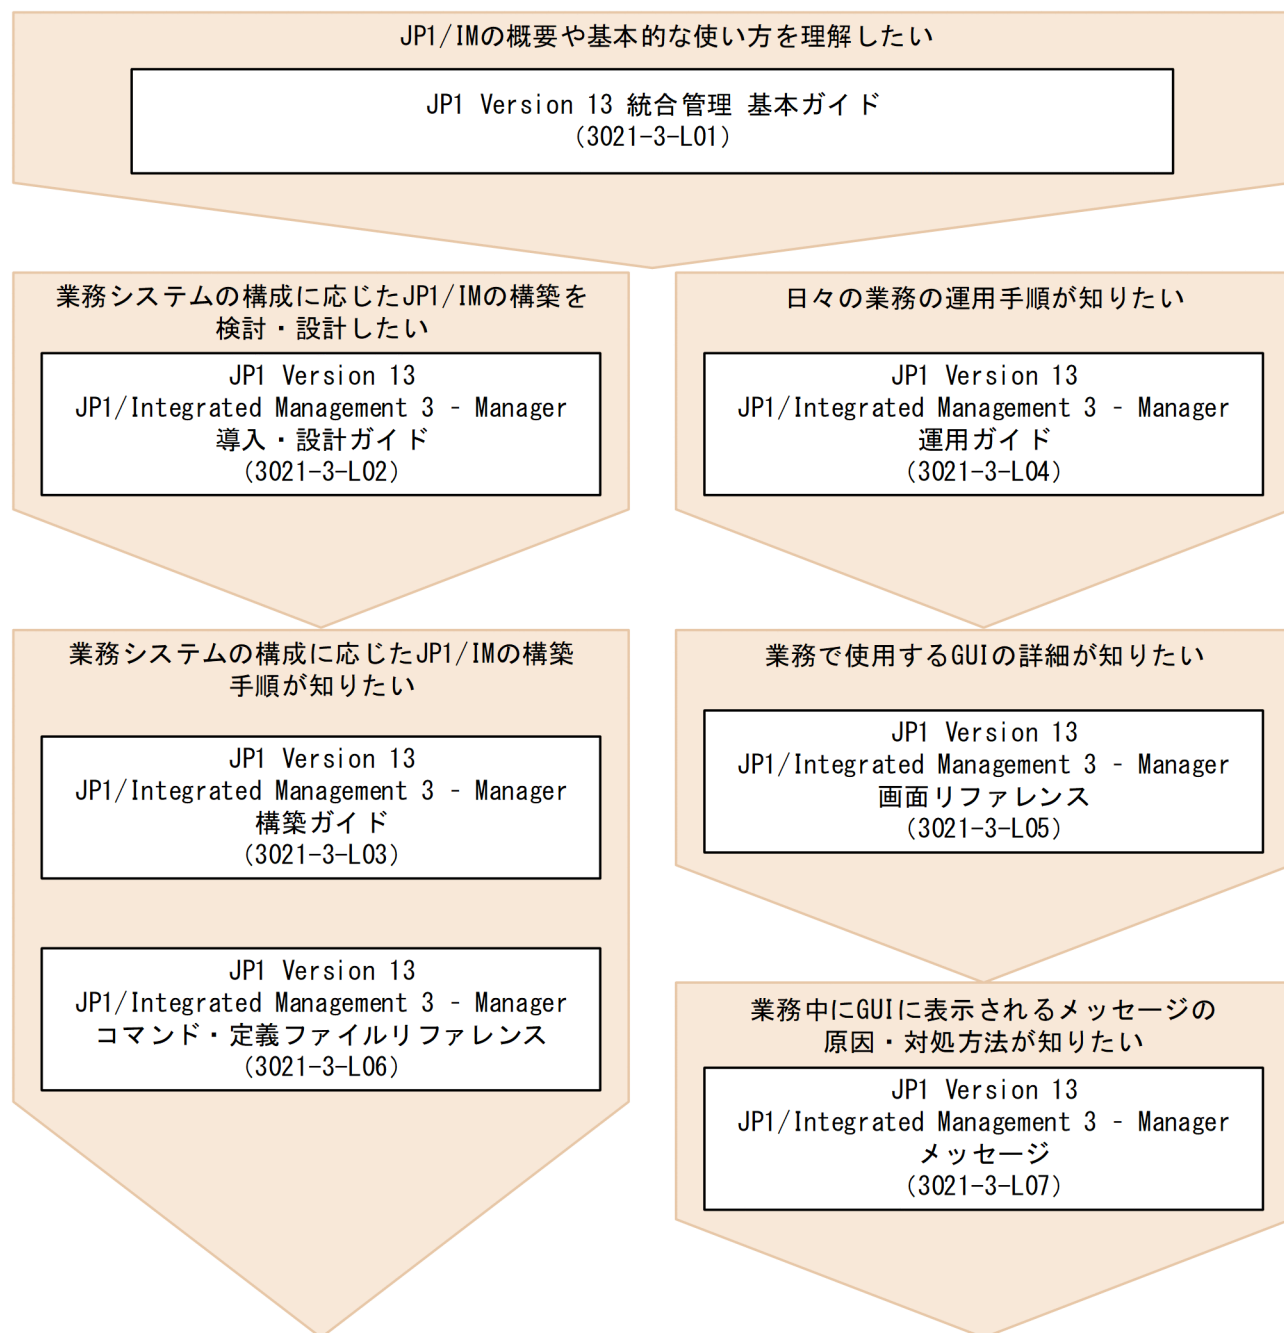 JP1/IMの概要や基本的な使い方を理解したい
JP1 Version 13 統合管理 基本ガイド
(3021-3-L01)
業務システムの構成に応じたJP1/IMの構築を
検討・設計したい
JP1 Version 13
JP1/Integrated Management 3 - Manager
導入・設計ガイド
(3021-3-L02)
業務システムの構成に応じたJP1/IMの構築
手順が知りたい
JP1 Version 13
JP1/Integrated Management 3 - Manager
構築ガイド
(3021-3-L03)
JP1 Version 13
JP1/Integrated Management 3 - Manager
コマンド・定義ファイルリファレンス
(3021-3-L06)
日々の業務の運用手順が知りたい
JP1 Version 13
JP1/Integrated Management 3 - Manager
運用ガイド
(3021-3-L04)
業務で使用するGUIの詳細が知りたい
JP1 Version 13
JP1/Integrated Management 3 - Manager
画面リファレンス
(3021-3-L05)
業務中にGUIに表示されるメッセージの
原因・対処方法が知りたい
JP1 Version 13
JP1/Integrated Management 3 - Manager
メッセージ
(3021-3-L07)